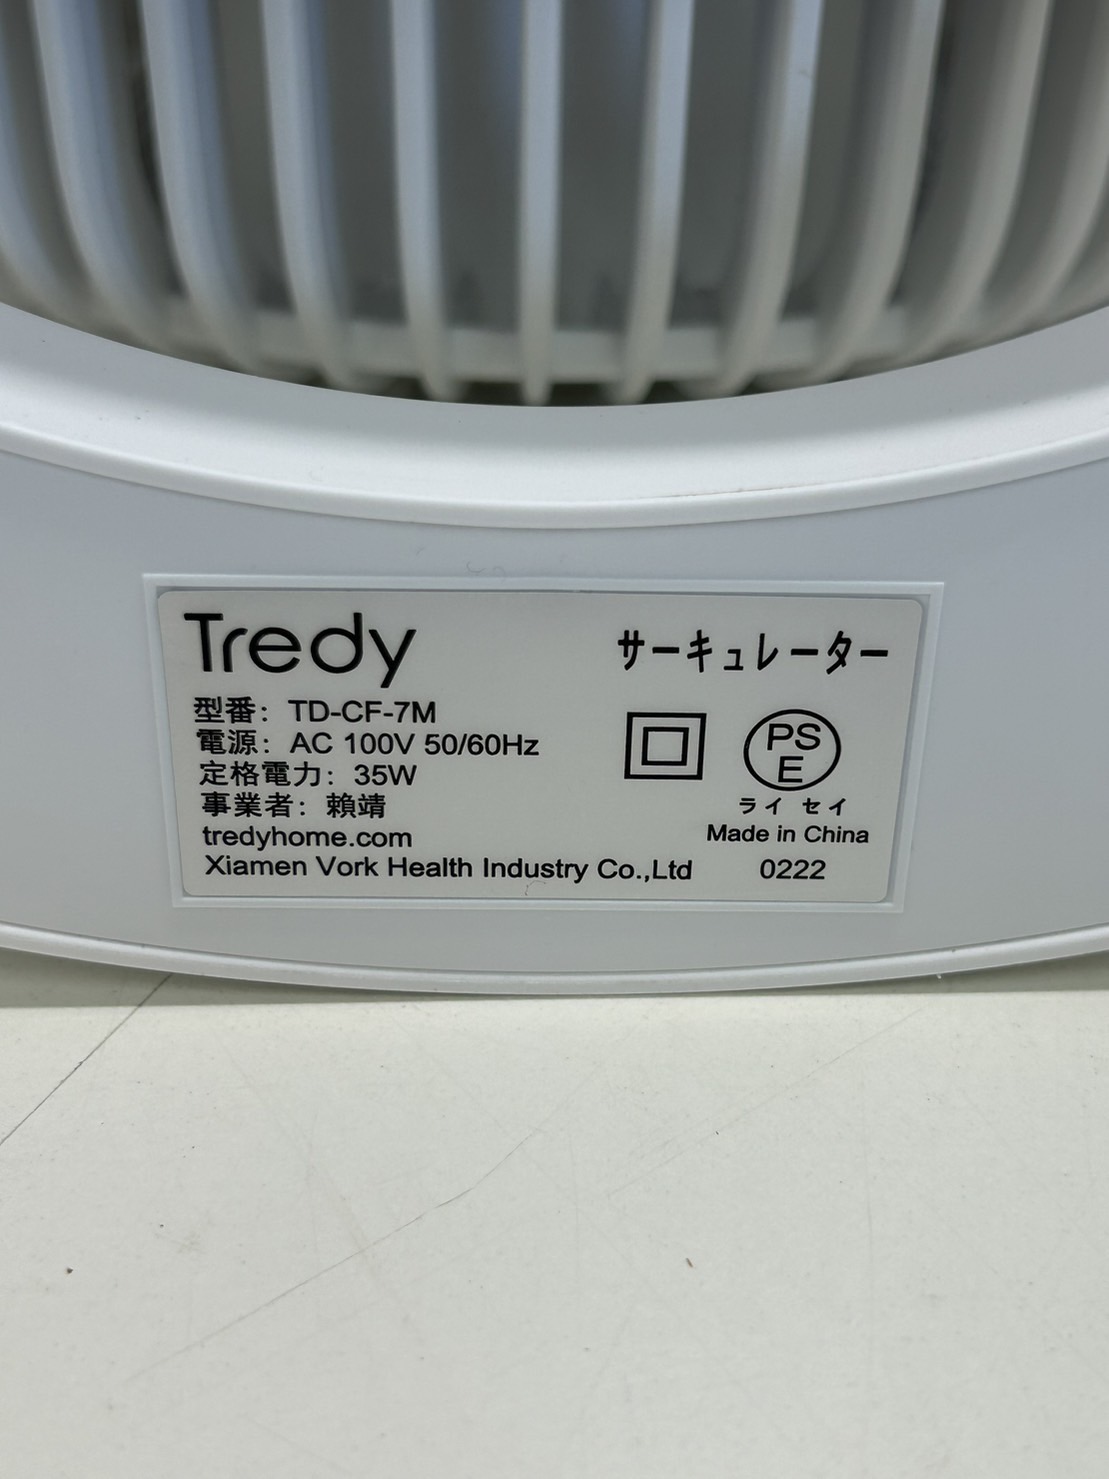 Tredy サーキュレーター
型番: TD-CF-7M
電源: AC 100V 50/60Hz
定格電力: 35W
事業者: 賴靖
tredyhome.com
Xiamen Vork Health Industry Co.,Ltd
PS
E
ライ セイ
Made in China
0222